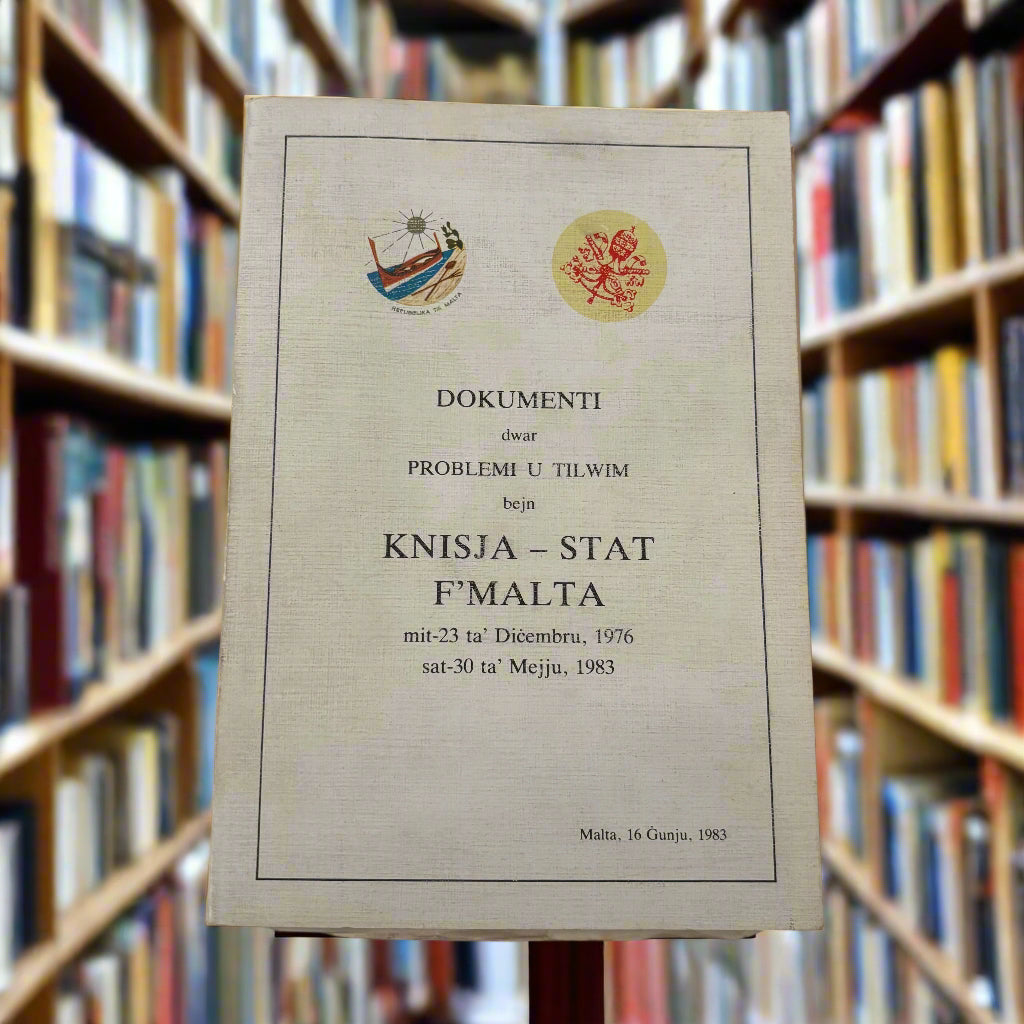 REPUBBLIKA TA' MALTA
DOKUMENTI
dwar
PROBLEMI U TILWIM
bejn
KNISJA – STAT
F'MALTA
mit-23 ta' Diċembru, 1976
sat-30 ta' Mejju, 1983
Malta, 16 Ġunju, 1983